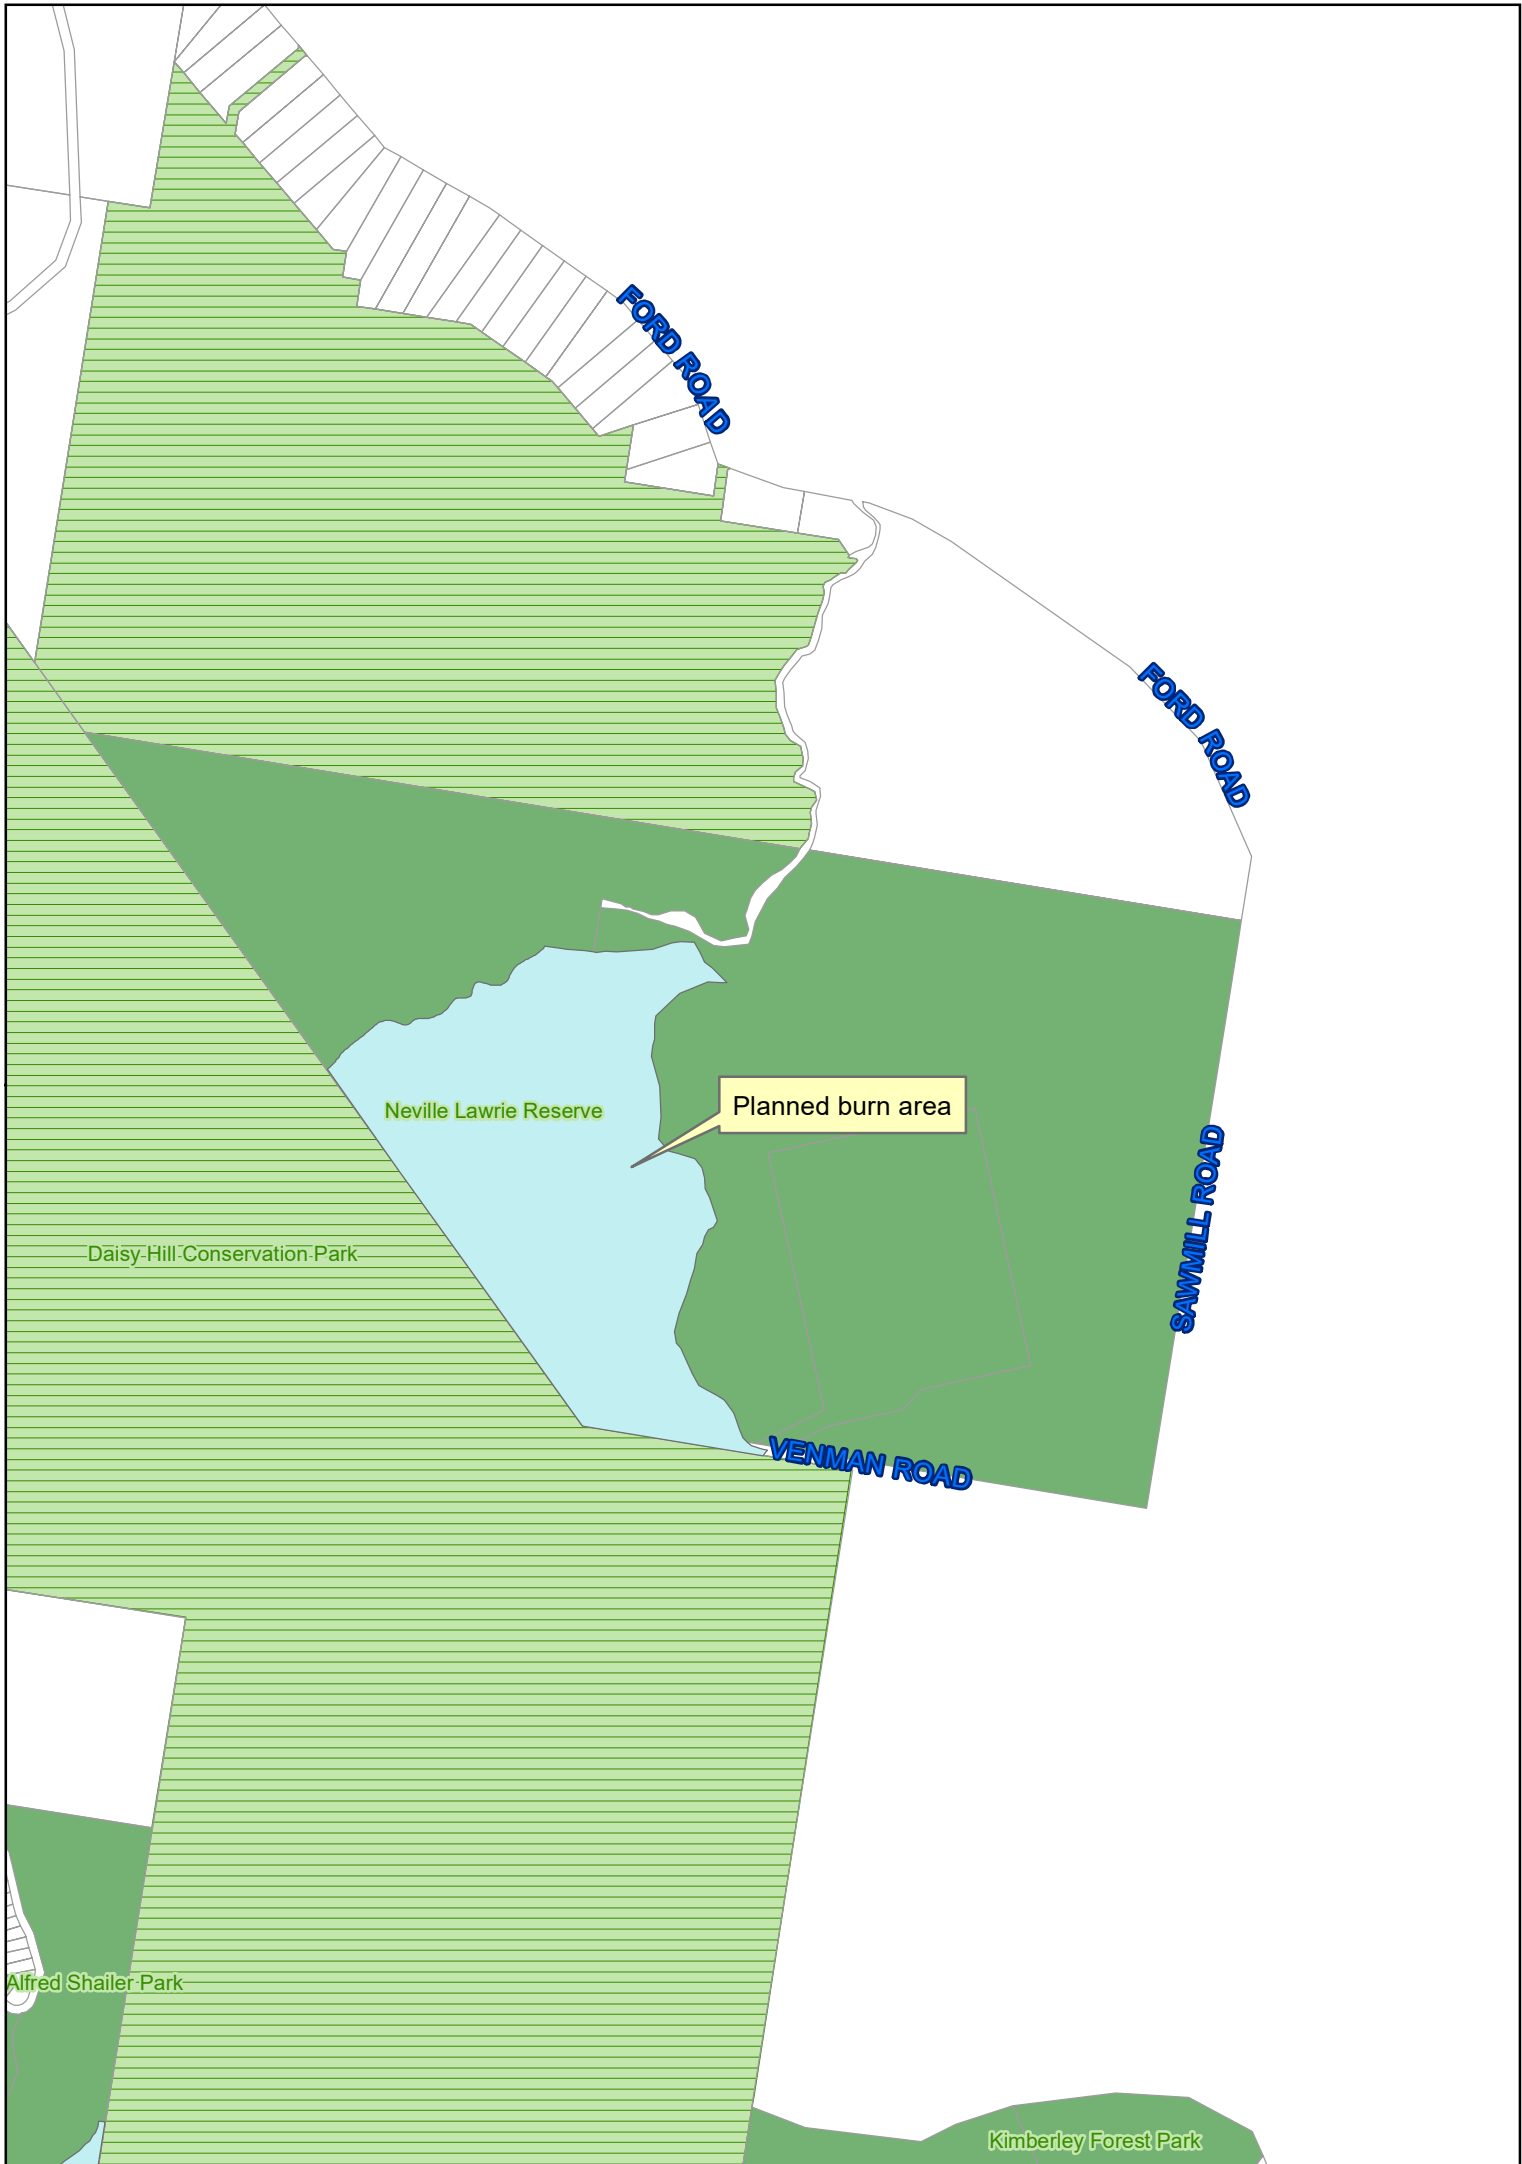 FORD ROAD
FORD ROAD
Neville Lawrie Reserve
Planned burn area
SAWMILL ROAD
Daisy Hill Conservation Park
VENMAN ROAD
Alfred Shailer Park
Kimberley Forest Park